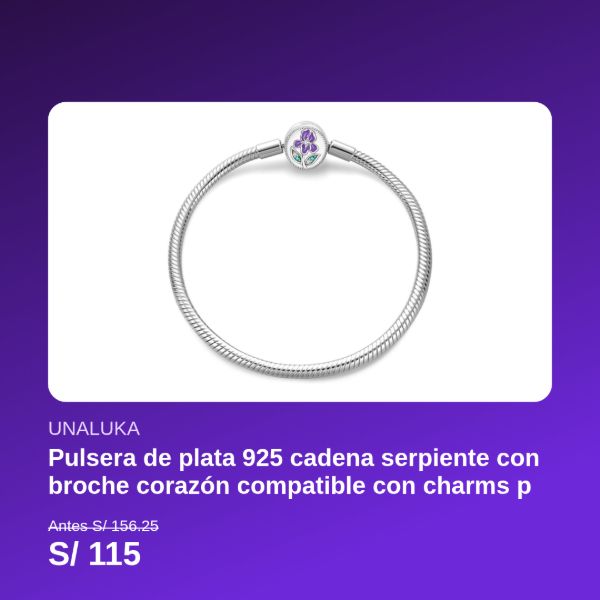 UNALUKA
Pulsera de plata 925 cadena serpiente con
broche corazón compatible con charms p
Antes S/ 156.25
S/ 115